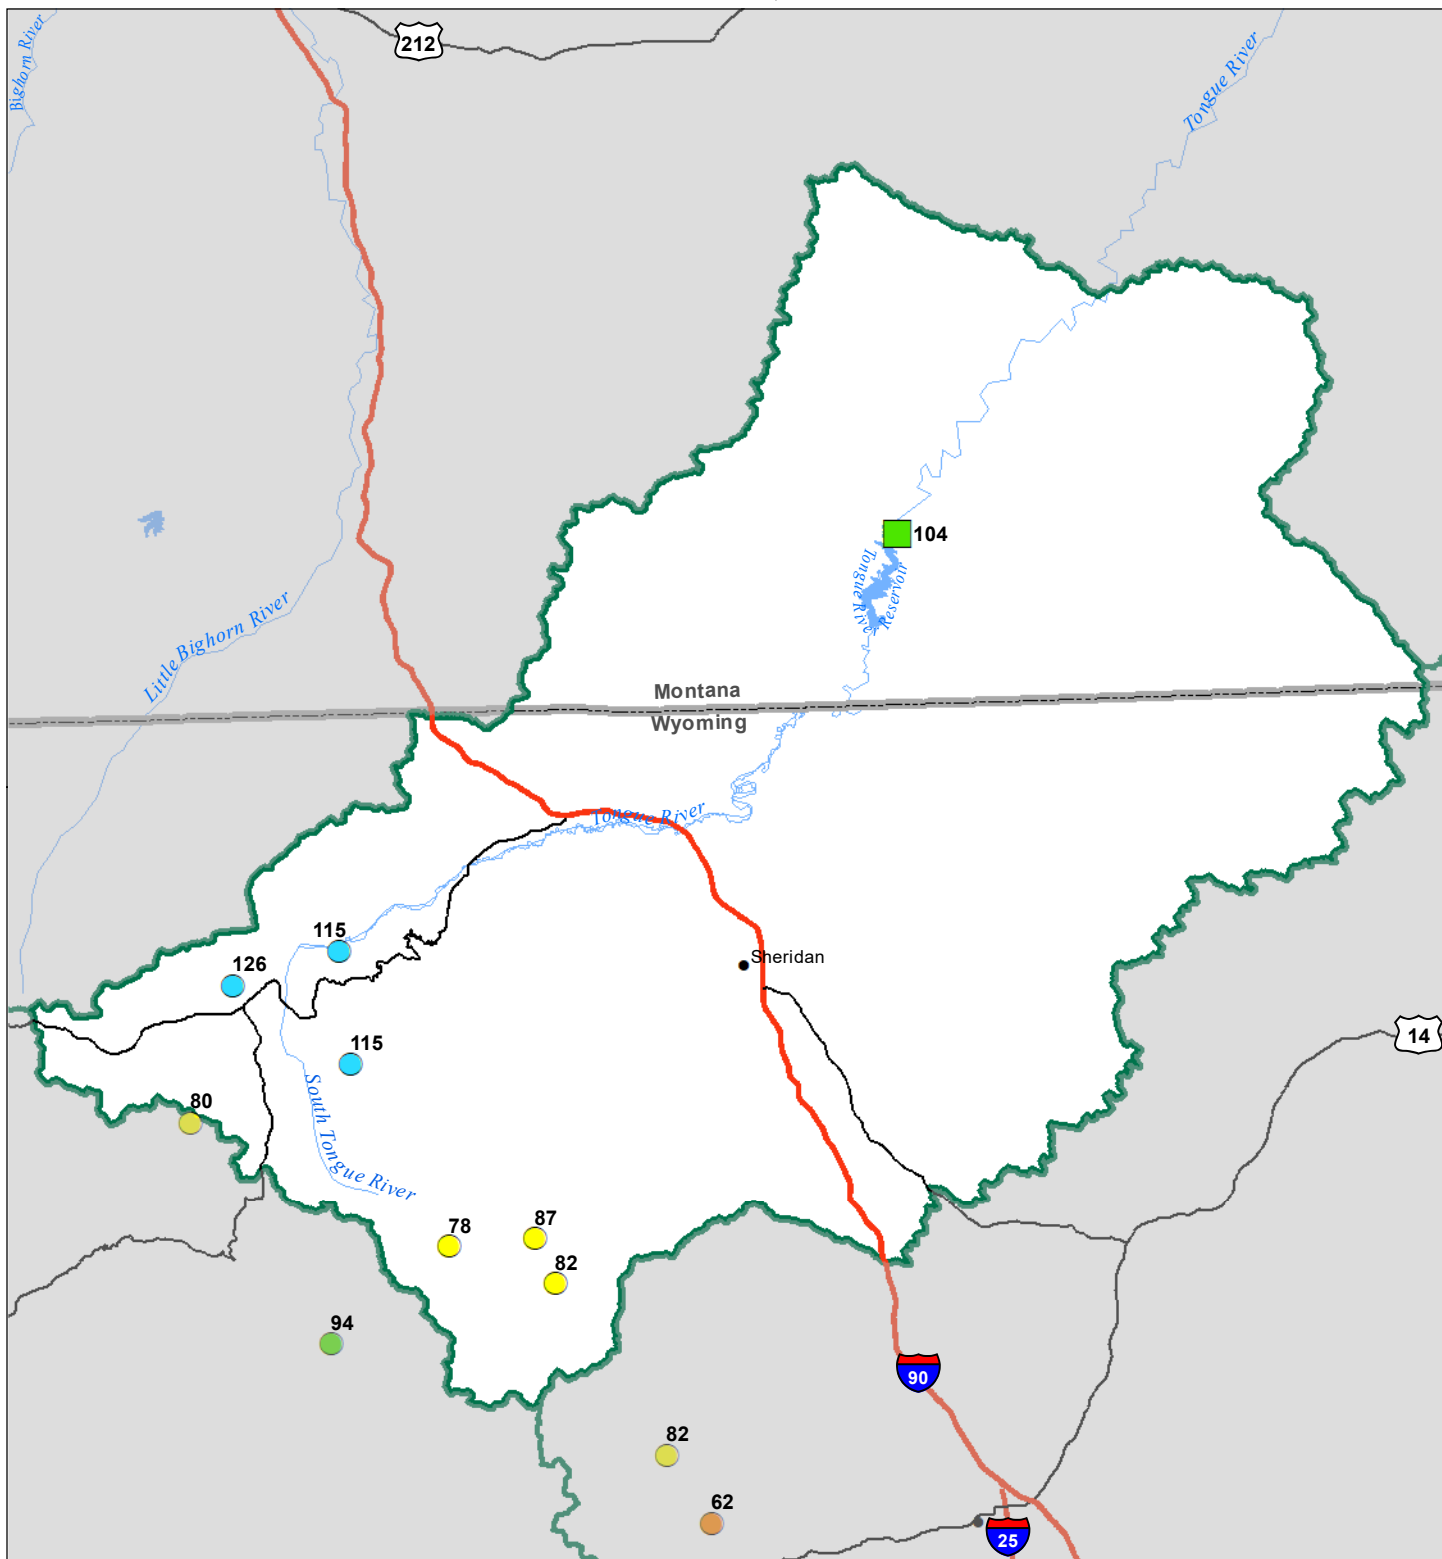 212
Bighorn River
Tongue River
104
Tongue River
Reservoir
Little Bighorn River
Montana
Wyoming
Tongue River
115
Sheridan
126
14
115
80
South Tongue River
87
78
82
94
90
82
62
25